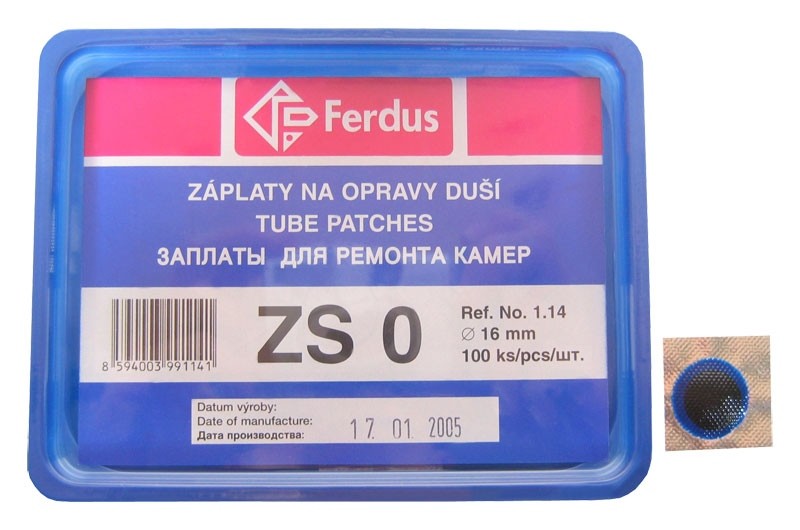 Ferdus
ZÁPLATY NA OPRAVY DUŠÍ
TUBE PATCHES
ЗАПЛАТЫ ДЛЯ РЕМОНТА КАМЕР
ZS 0
Ref. No. 1.14
∅ 16 mm
100 ks/pcs/шт.
8 594003 991141
Datum výroby:
Date of manufacture:
Дата производства:
17. 01. 2005